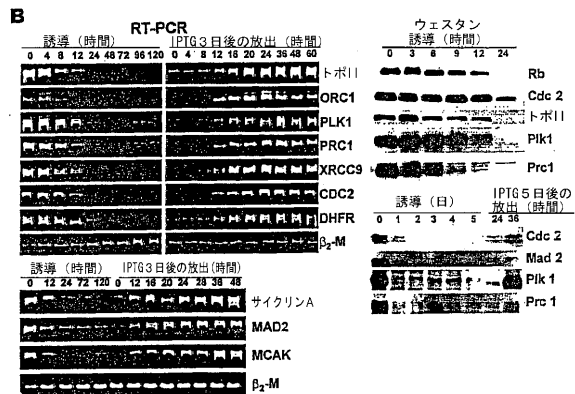 B
RT-PCR
誘導（時間） IPTG３日後の放出（時間）
0 4 8 12 24 48 72 96 120 0 4 8 12 16 20 24 36 48 60
トポII
ORC1
PLK1
PRC1
XRCC9
CDC2
DHFR
β2-M
誘導（時間） IPTG３日後の放出(時間)
0 12 24 72 120 0 12 16 20 24 28 36 48
サイクリンA
MAD2
MCAK
β2-M
ウェスタン
誘導（時間）
0 3 6 9 12 24
Rb
Cdc 2
トポII
Plk1
Prc1
誘導（日） IPTG５日後の
放出（時間）
0 1 2 3 4 5 24 36
Cdc 2
Mad 2
Plk 1
Prc 1